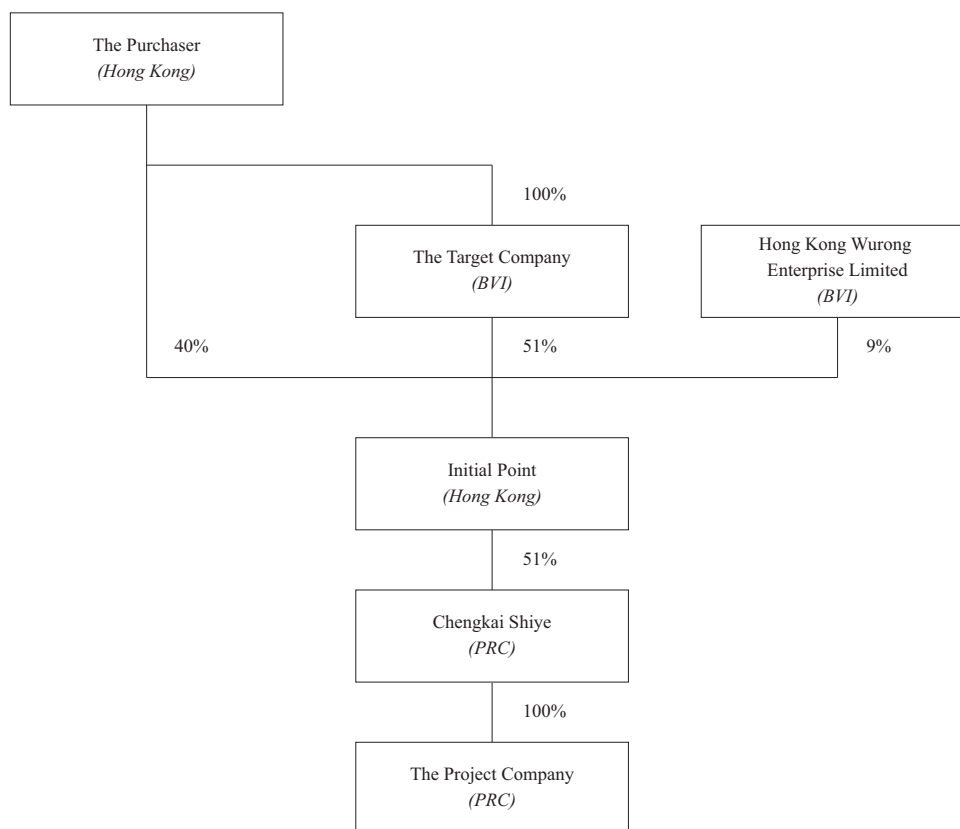 The Purchaser
(Hong Kong)
100%
The Target Company
(BVI)
Hong Kong Wurong
Enterprise Limited
(BVI)
40%
51%
9%
Initial Point
(Hong Kong)
51%
Chengkai Shiye
(PRC)
100%
The Project Company
(PRC)